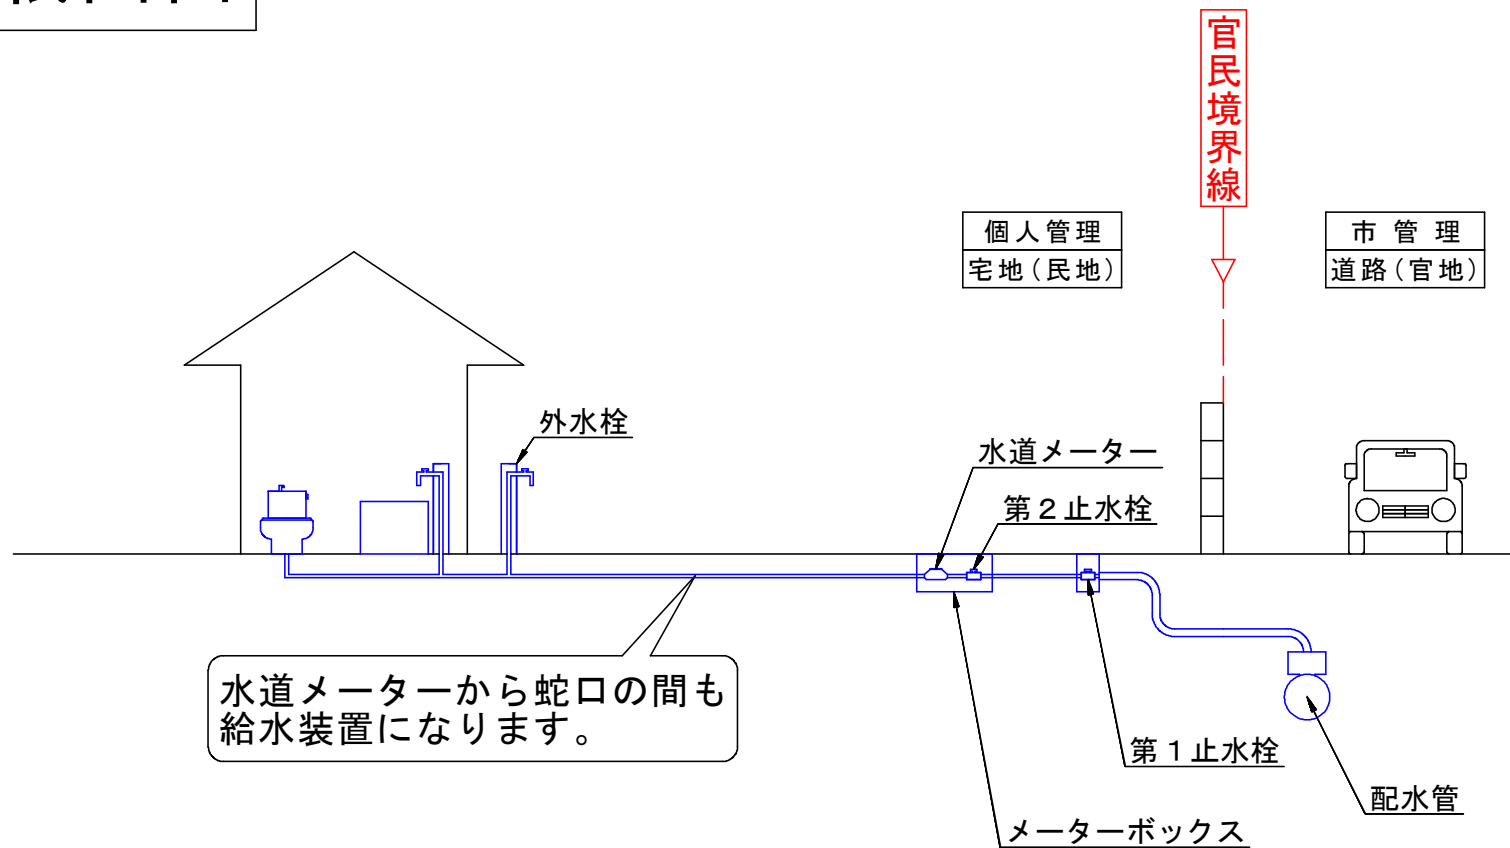 官民境界線
個人管理
宅地(民地)
市管理
道路(官地)
外水栓
水道メーター
第2止水栓
水道メーターから蛇口の間も
給水装置になります。
第1止水栓
配水管
メーターボックス